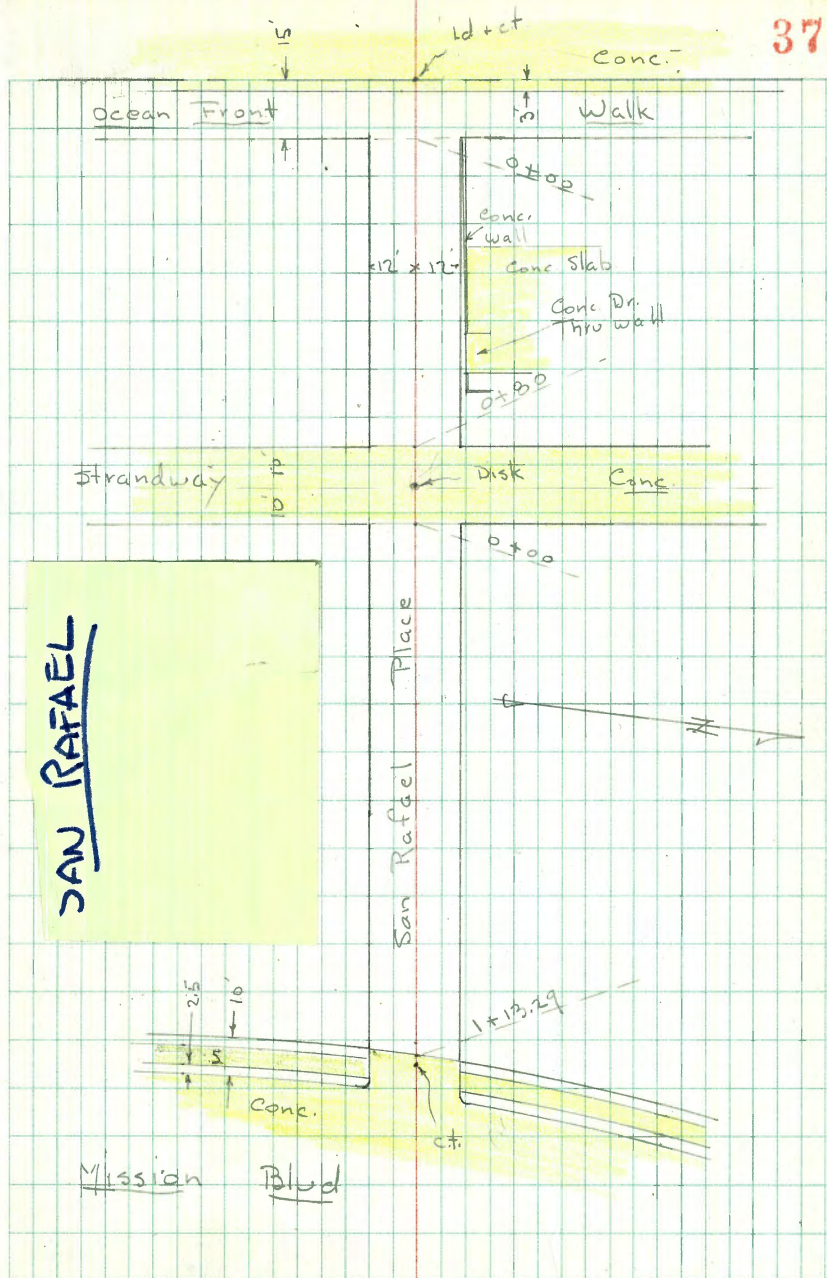 37
15'
Ld + ct
Conc.
Ocean Front Walk
3'
0+00
Conc.
wall
12' x 12'
Conc Slab
Conc Dr.
Thru wall
0+80
Strandway
Disk
Conc.
0+00
San Rafael Place
SAN RAFAEL
N
1+13.29
2.5'
10'
5
Conc.
c.t.
Mission Blvd